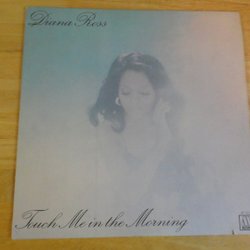 Diana Ross
Touch Me in the Morning